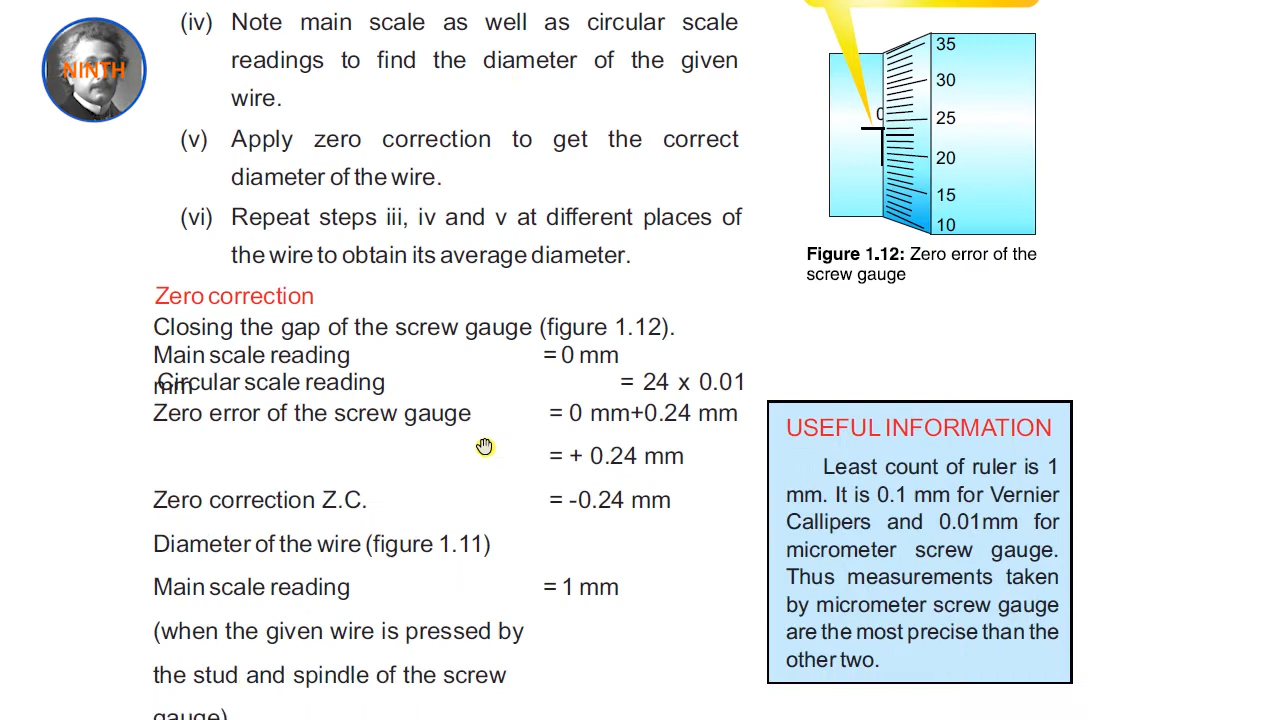 NINTH
(iv) Note main scale as well as circular scale
readings to find the diameter of the given
wire.
(v) Apply zero correction to get the correct
diameter of the wire.
(vi) Repeat steps iii, iv and v at different places of
the wire to obtain its average diameter.
Zero correction
Closing the gap of the screw gauge (figure 1.12).
Main scale reading = 0 mm
Circular scale reading = 24 x 0.01
mm
Zero error of the screw gauge = 0 mm+0.24 mm
= + 0.24 mm
Zero correction Z.C. = -0.24 mm
Diameter of the wire (figure 1.11)
Main scale reading = 1 mm
(when the given wire is pressed by
the stud and spindle of the screw
gauge)
0
35
30
25
20
15
10
Figure 1.12: Zero error of the
screw gauge
USEFUL INFORMATION
Least count of ruler is 1
mm. It is 0.1 mm for Vernier
Callipers and 0.01mm for
micrometer screw gauge.
Thus measurements taken
by micrometer screw gauge
are the most precise than the
other two.